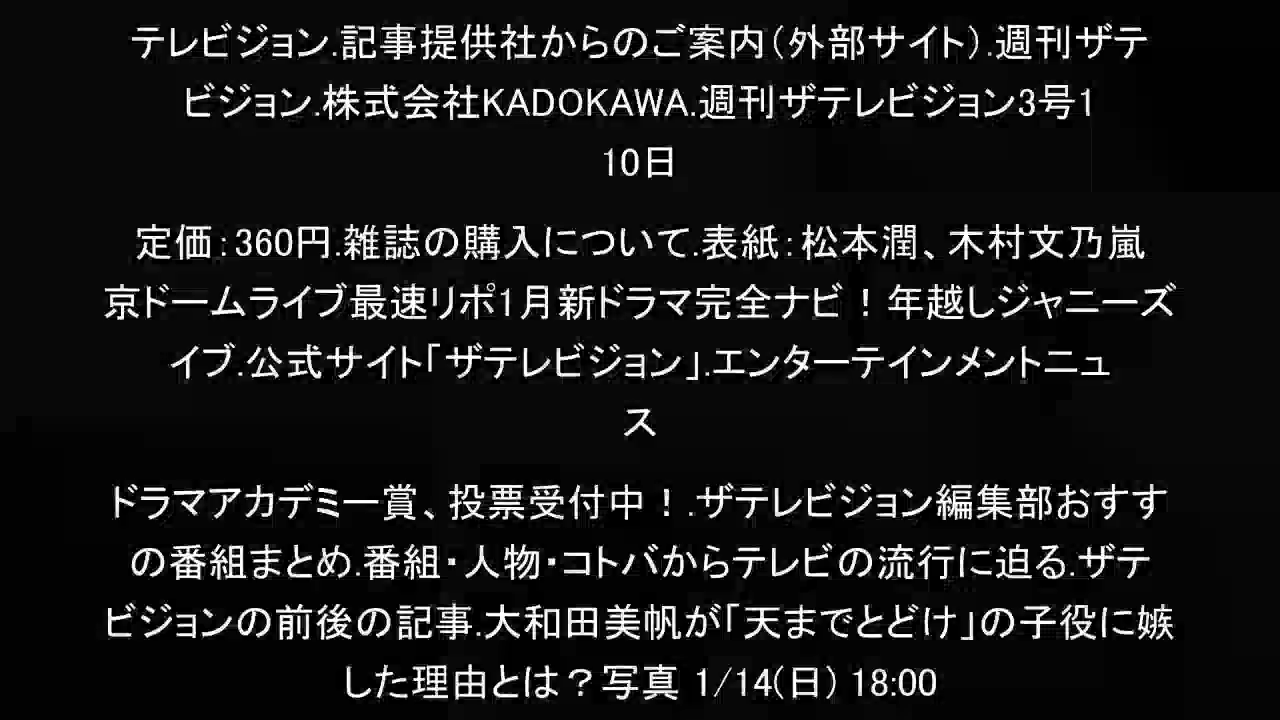 テレビジョン.記事提供社からのご案内（外部サイト）.週刊ザテ
ビジョン.株式会社KADOKAWA.週刊ザテレビジョン3号1
10日
定価：360円.雑誌の購入について.表紙：松本潤、木村文乃嵐
京ドームライブ最速リポ1月新ドラマ完全ナビ！年越しジャニーズ
イブ.公式サイト「ザテレビジョン」.エンターテインメントニュ
ス
ドラマアカデミー賞、投票受付中！.ザテレビジョン編集部おすす
の番組まとめ.番組・人物・コトバからテレビの流行に迫る.ザテ
ビジョンの前後の記事.大和田美帆が「天までとどけ」の子役に嫉
した理由とは？写真 1/14(日) 18:00